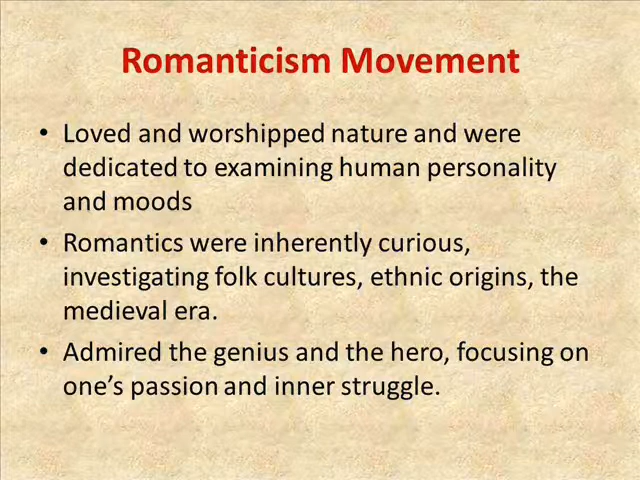 Romanticism Movement
• Loved and worshipped nature and were
dedicated to examining human personality
and moods
• Romantics were inherently curious,
investigating folk cultures, ethnic origins, the
medieval era.
• Admired the genius and the hero, focusing on
one’s passion and inner struggle.